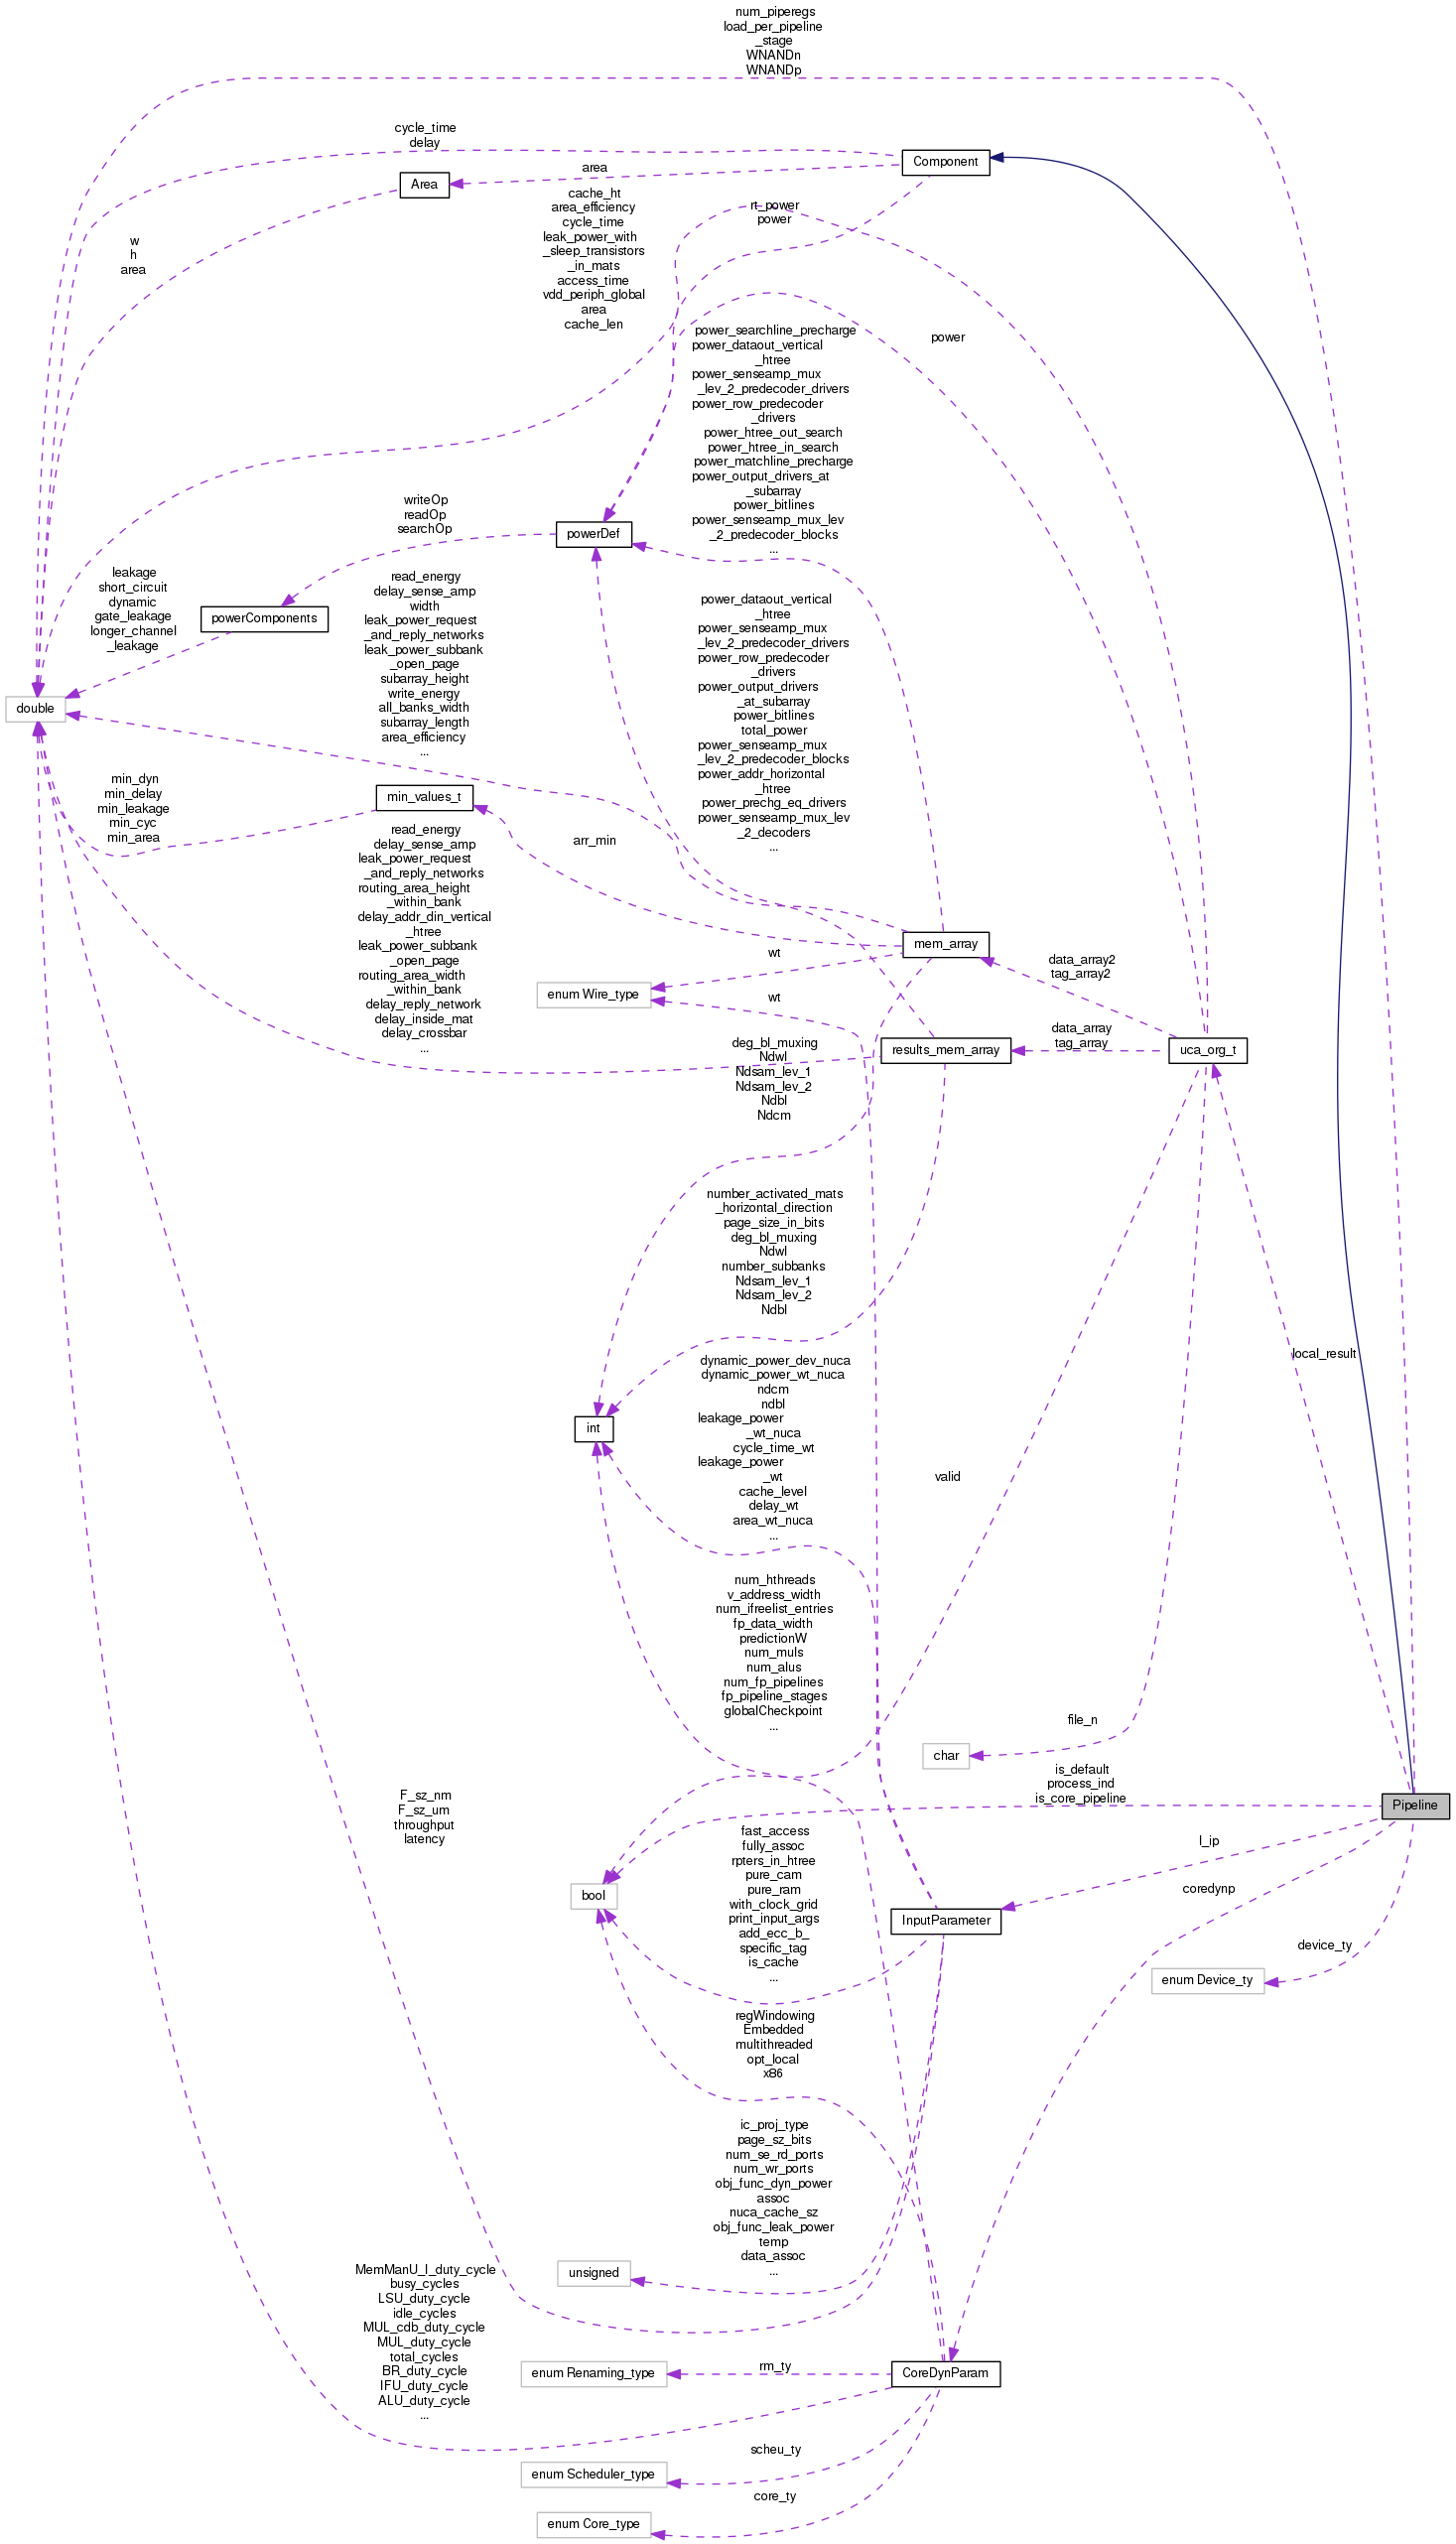 num_piperegs
load_per_pipeline
_stage
WNANDn
WNANDp
cycle_time
delay
Component
area
Area
cache_ht
area_efficiency
cycle_time
leak_power_with
_sleep_transistors
_in_mats
access_time
vdd_periph_global
area
cache_len
rt_power
power
w
h
area
power
power_searchline_precharge
power_dataout_vertical
_htree
power_senseamp_mux
_lev_2_predecoder_drivers
power_row_predecoder
_drivers
power_htree_out_search
power_htree_in_search
power_matchline_precharge
power_output_drivers_at
_subarray
power_bitlines
power_senseamp_mux_lev
_2_predecoder_blocks
...
writeOp
readOp
searchOp
powerDef
leakage
short_circuit
dynamic
gate_leakage
longer_channel
_leakage
powerComponents
read_energy
delay_sense_amp
width
leak_power_request
_and_reply_networks
leak_power_subbank
_open_page
subarray_height
write_energy
all_banks_width
subarray_length
area_efficiency
...
power_dataout_vertical
_htree
power_senseamp_mux
_lev_2_predecoder_drivers
power_row_predecoder
_drivers
power_output_drivers
_at_subarray
power_bitlines
total_power
power_senseamp_mux
_lev_2_predecoder_blocks
power_addr_horizontal
_htree
power_prechg_eq_drivers
power_senseamp_mux_lev
_2_decoders
...
double
min_dyn
min_delay
min_leakage
min_cyc
min_area
min_values_t
arr_min
read_energy
delay_sense_amp
leak_power_request
_and_reply_networks
routing_area_height
_within_bank
delay_addr_din_vertical
_htree
leak_power_subbank
_open_page
routing_area_width
_within_bank
delay_reply_network
delay_inside_mat
delay_crossbar
...
mem_array
wt
data_array2
tag_array2
enum Wire_type
wt
data_array
tag_array
results_mem_array
uca_org_t
deg_bl_muxing
Ndwl
Ndsam_lev_1
Ndsam_lev_2
Ndbl
Ndcm
number_activated_mats
_horizontal_direction
page_size_in_bits
deg_bl_muxing
Ndwl
number_subbanks
Ndsam_lev_1
Ndsam_lev_2
Ndbl
local_result
dynamic_power_dev_nuca
dynamic_power_wt_nuca
ndcm
ndbl
leakage_power
_wt_nuca
cycle_time_wt
leakage_power
_wt
cache_level
delay_wt
area_wt_nuca
...
int
valid
num_hthreads
v_address_width
num_ifreelist_entries
fp_data_width
predictionW
num_muls
num_alus
num_fp_pipelines
fp_pipeline_stages
globalCheckpoint
...
file_n
char
is_default
process_ind
is_core_pipeline
Pipeline
F_sz_nm
F_sz_um
throughput
latency
fast_access
fully_assoc
rpters_in_htree
pure_cam
pure_ram
with_clock_grid
print_input_args
add_ecc_b_
specific_tag
is_cache
...
l_ip
bool
coredynp
InputParameter
device_ty
enum Device_ty
regWindowing
Embedded
multithreaded
opt_local
x86
ic_proj_type
page_sz_bits
num_se_rd_ports
num_wr_ports
obj_func_dyn_power
assoc
nuca_cache_sz
obj_func_leak_power
temp
data_assoc
...
unsigned
MemManU_I_duty_cycle
busy_cycles
LSU_duty_cycle
idle_cycles
MUL_cdb_duty_cycle
MUL_duty_cycle
total_cycles
BR_duty_cycle
IFU_duty_cycle
ALU_duty_cycle
...
rm_ty
enum Renaming_type
CoreDynParam
scheu_ty
enum Scheduler_type
core_ty
enum Core_type